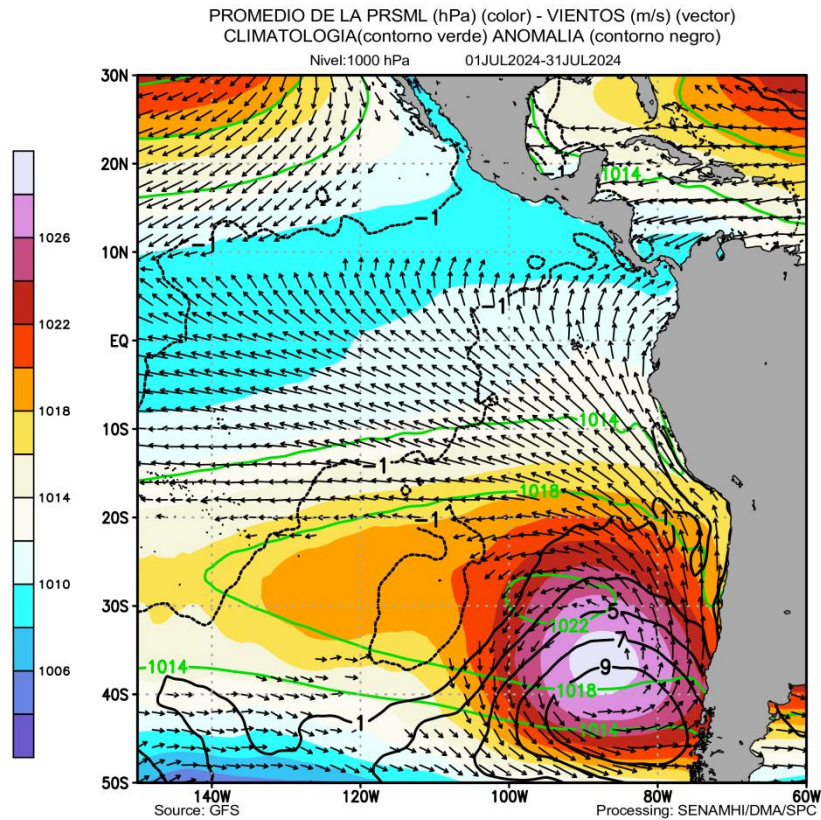 PROMEDIO DE LA PRSML (hPa) (color) - VIENTOS (m/s) (vector)
CLIMATOLOGIA(contorno verde) ANOMALIA (contorno negro)
Nivel:1000 hPa 01JUL2024-31JUL2024
30N
20N
10N
EQ
10S
20S
30S
40S
50S
140W 120W 100W 80W 60W
1026
1022
1018
1014
1010
1006
1014
-1
-1
-1
1014
-1
1018
-1
1
5
1022
7
9
1014
1018
1
1014
Source: GFS
Processing: SENAMHI/DMA/SPC